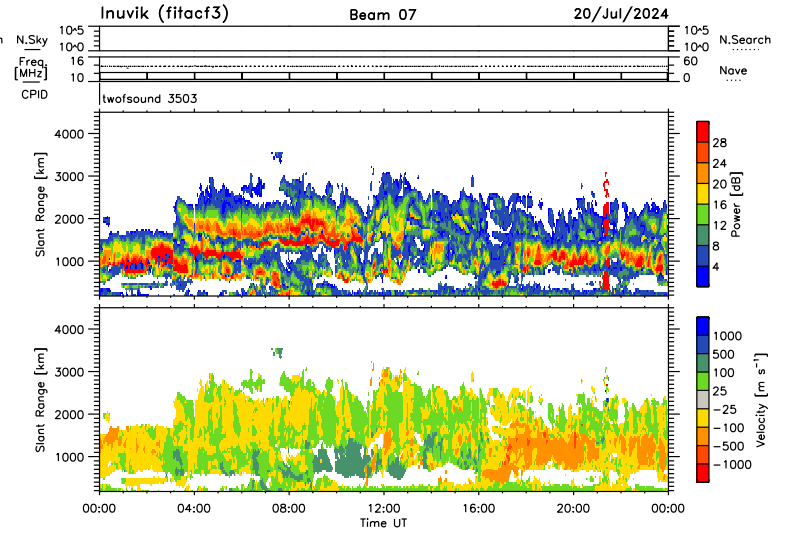 Inuvik (fitacf3) Beam 07 20/Jul/2024
N.Sky 10^5 10^0 10^5 10^0 N.Search
Freq. [MHz] 16 10 60 0 Nave
CPID twofsound 3503
Slant Range [km] 4000 3000 2000 1000
28 24 20 16 12 8 4 Power [dB]
Slant Range [km] 4000 3000 2000 1000
1000 500 100 25 -25 -100 -500 -1000 Velocity [m s^-1]
00:00 04:00 08:00 12:00 16:00 20:00 00:00
Time UT